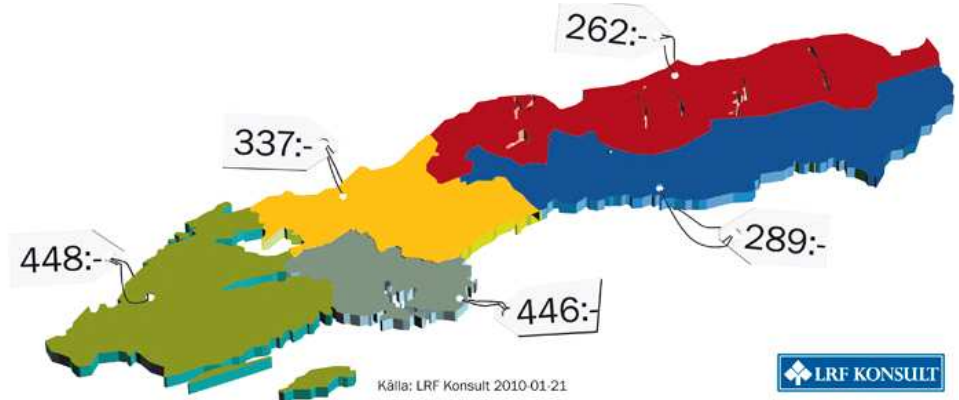 262:-
337:-
448:-
289:-
446:-
Källa: LRF Konsult 2010-01-21
LRF KONSULT